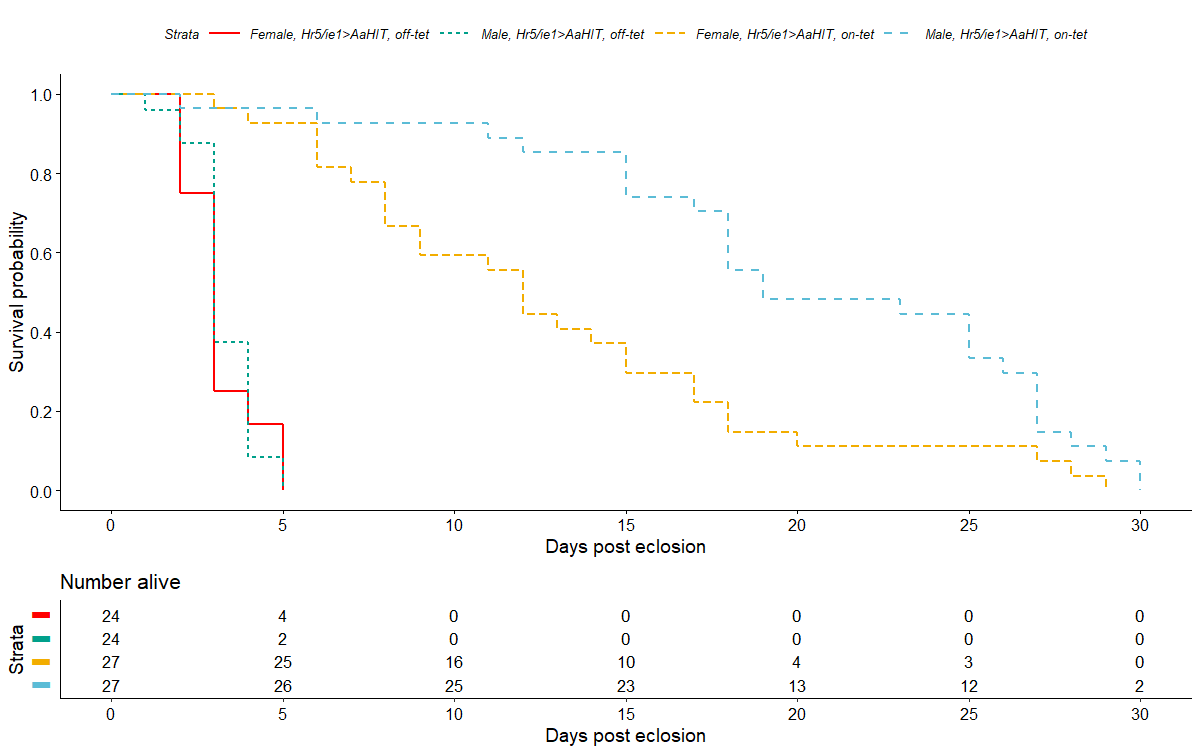 Strata Female, Hr5/ie1>AaHIT, off-tet Male, Hr5/ie1>AaHIT, off-tet Female, Hr5/ie1>AaHIT, on-tet Male, Hr5/ie1>AaHIT, on-tet
Survival probability
1.0
0.8
0.6
0.4
0.2
0.0
0 5 10 15 20 25 30
Days post eclosion
Number alive
Strata
24 4 0 0 0 0 0
24 2 0 0 0 0 0
27 25 16 10 4 3 0
27 26 25 23 13 12 2
0 5 10 15 20 25 30
Days post eclosion